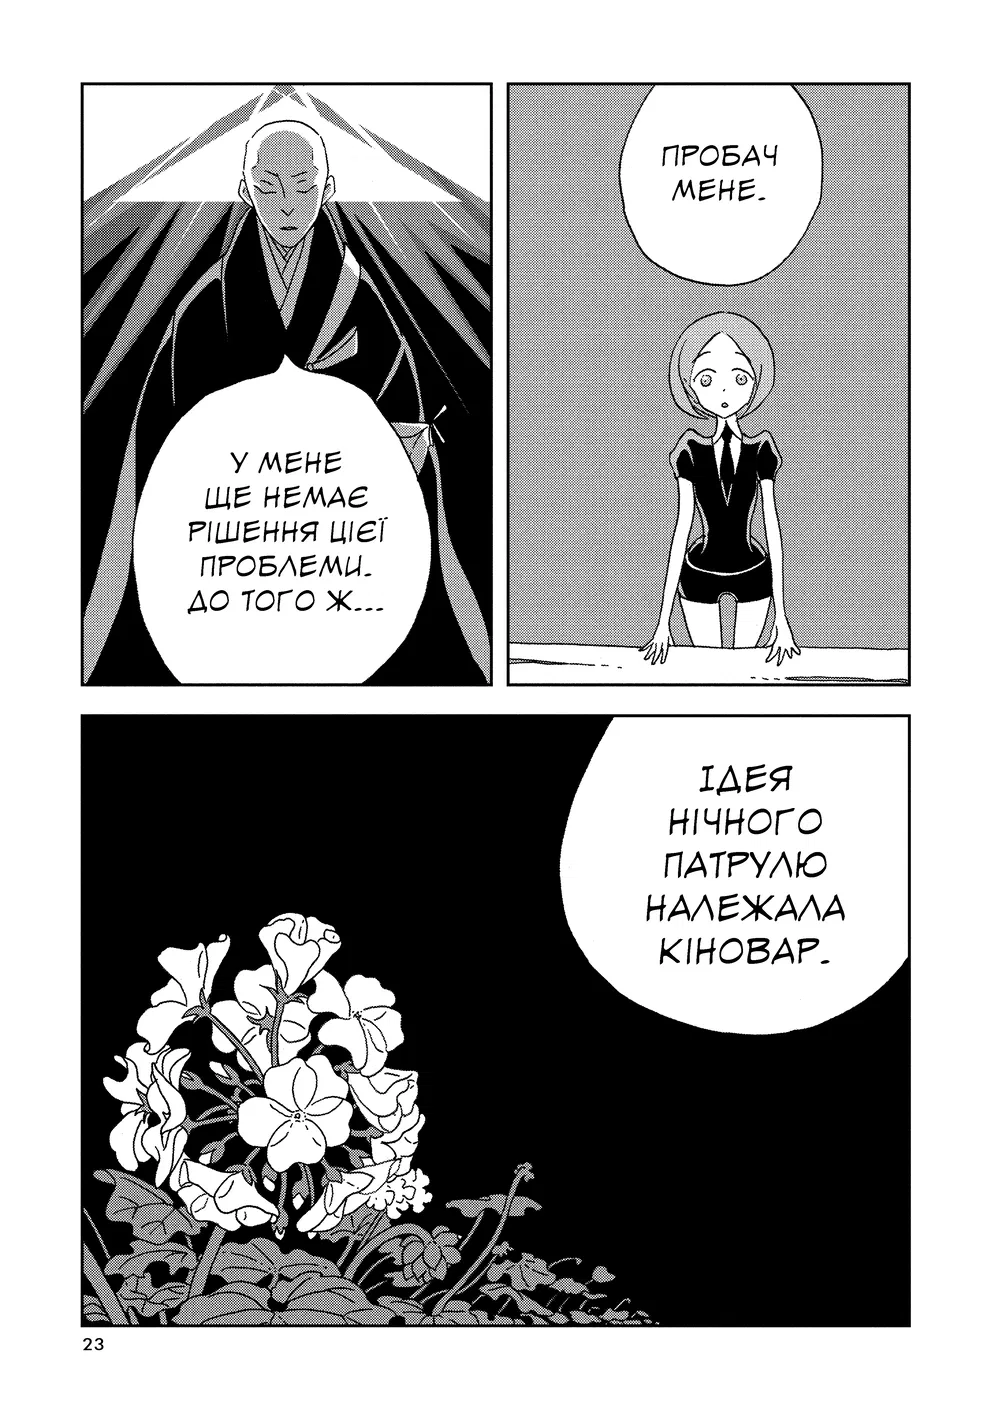 ПРОБАЧ
МЕНЕ.
У МЕНЕ
ЩЕ НЕМАЄ
РІШЕННЯ ЦІЄЇ
ПРОБЛЕМИ.
ДО ТОГО Ж...
ІДЕЯ
НІЧНОГО
ПАТРУЛЮ
НАЛЕЖАЛА
КІНОВАР.
23